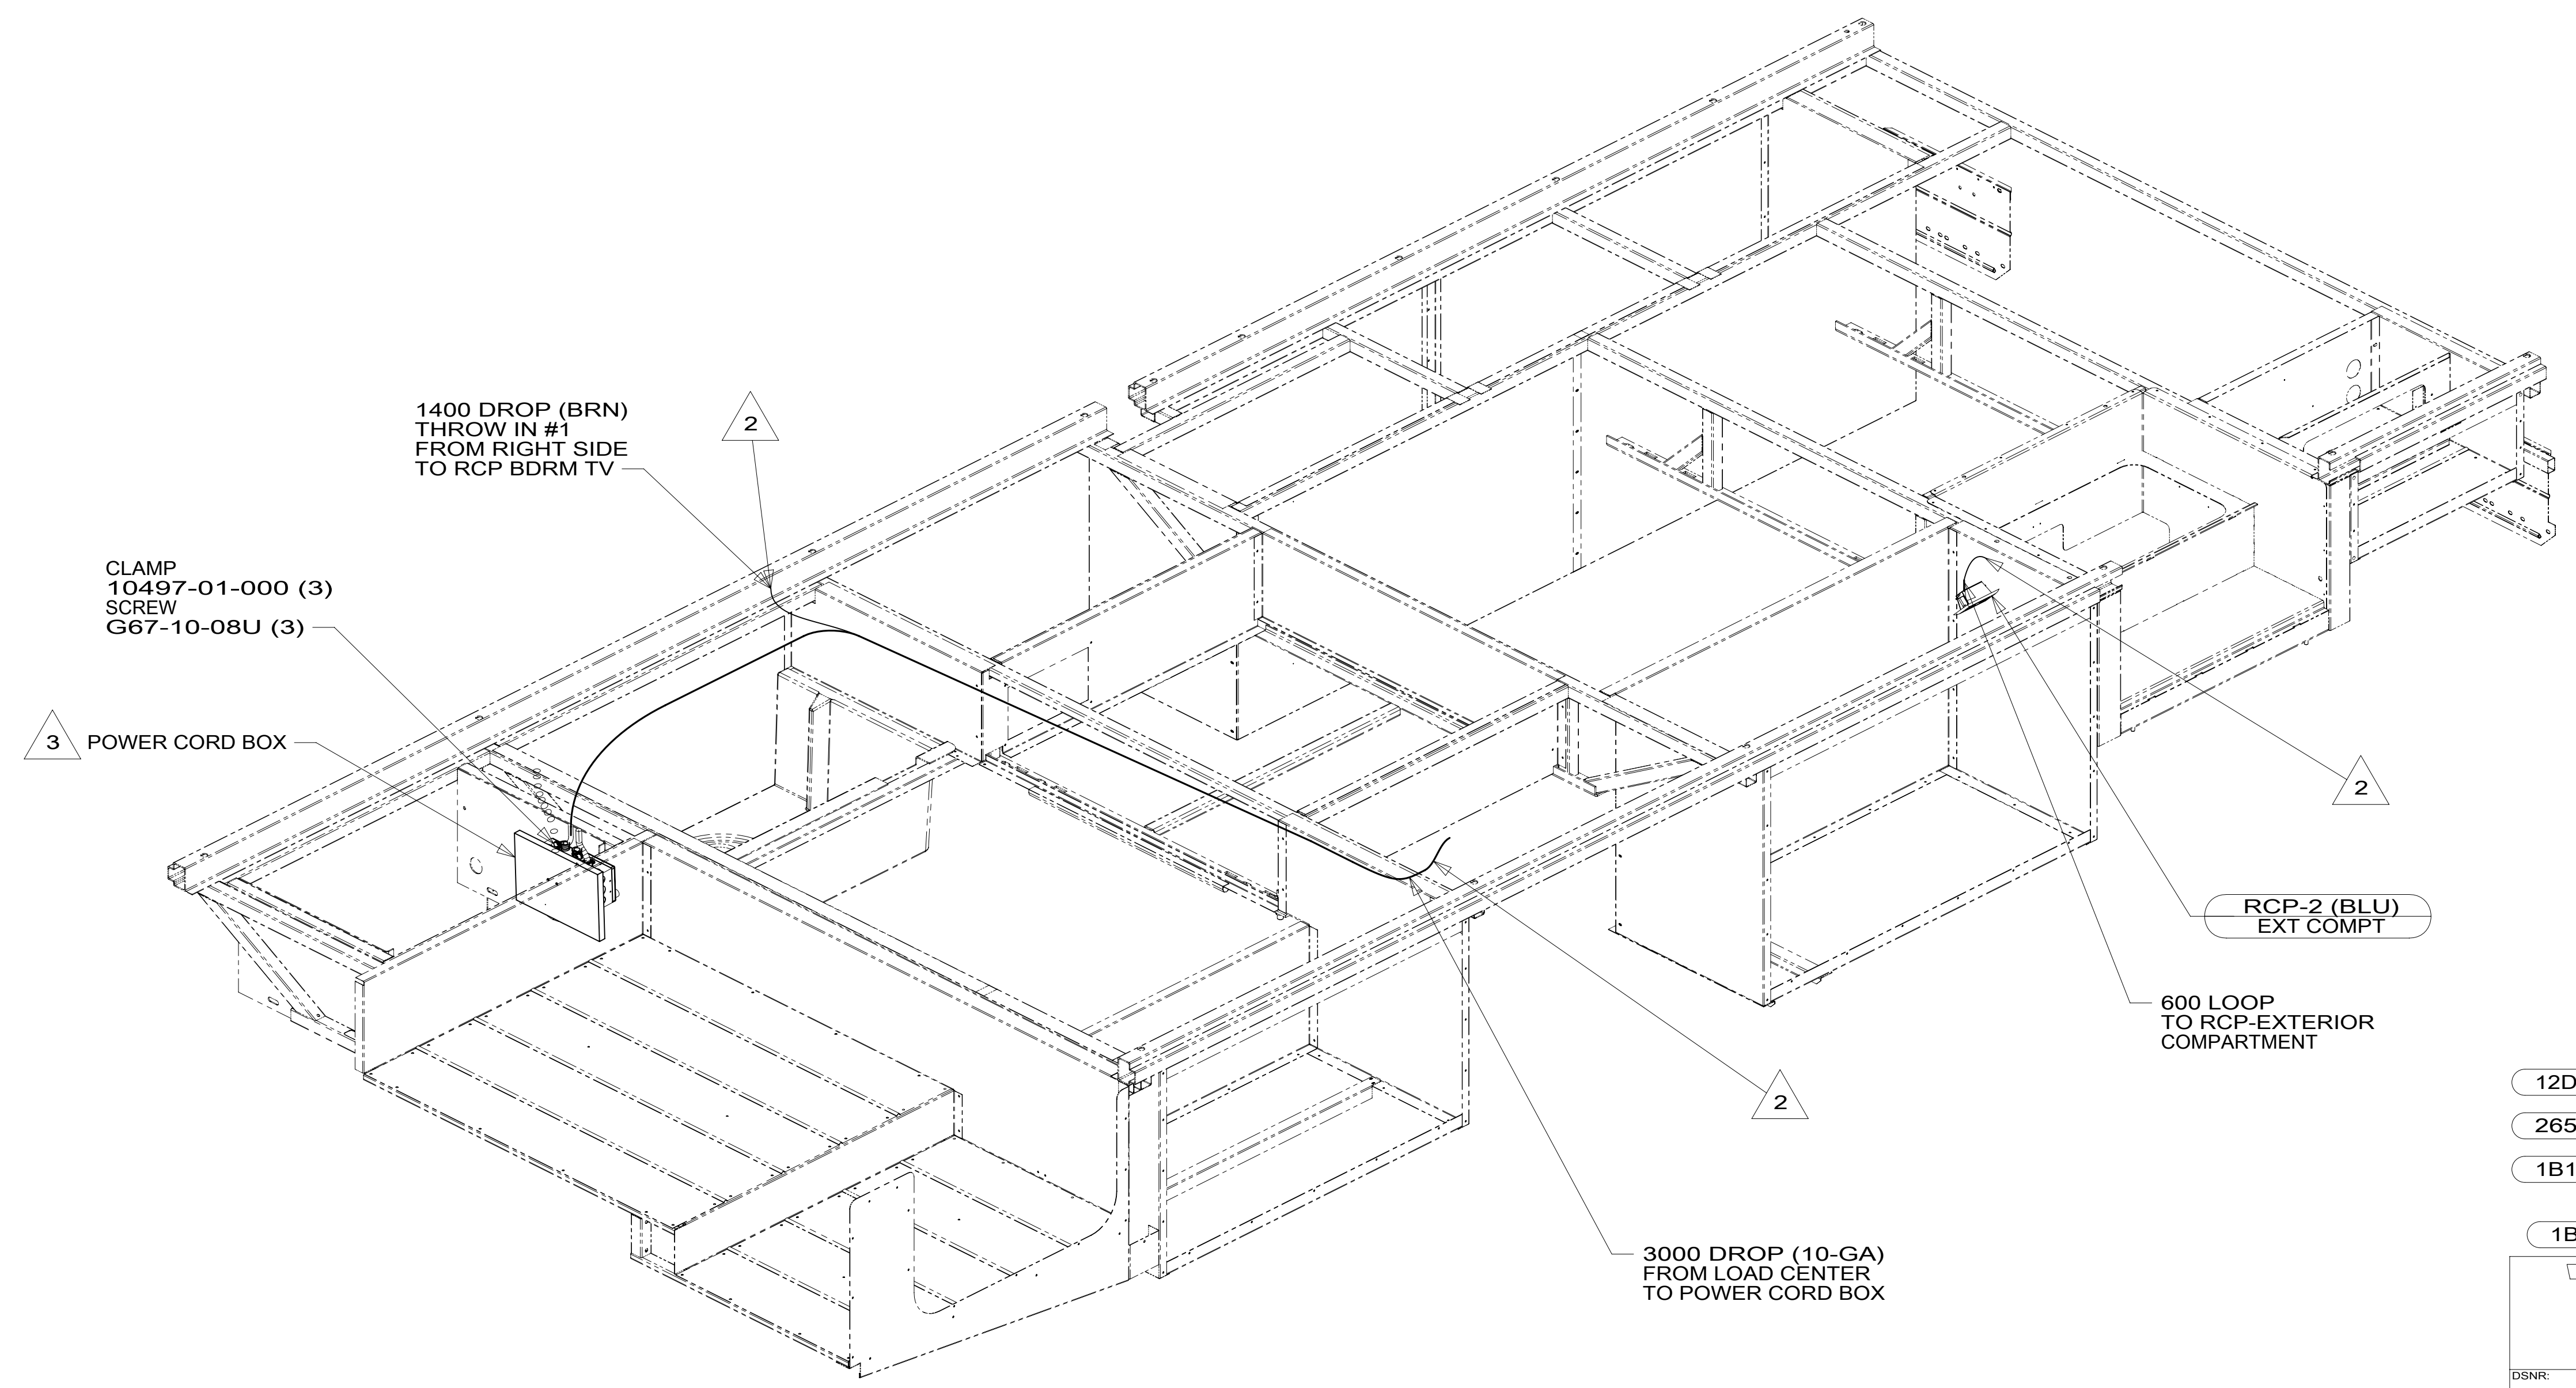 1400 DROP (BRN)
THROW IN #1
FROM RIGHT SIDE
TO RCP BDRM TV
2
CLAMP
10497-01-000 (3)
SCREW
G67-10-08U (3)
3
POWER CORD BOX
2
RCP-2 (BLU)
EXT COMPT
600 LOOP
TO RCP-EXTERIOR
COMPARTMENT
2
3000 DROP (10-GA)
FROM LOAD CENTER
TO POWER CORD BOX
12D
265
1B1
1B
DSNR: